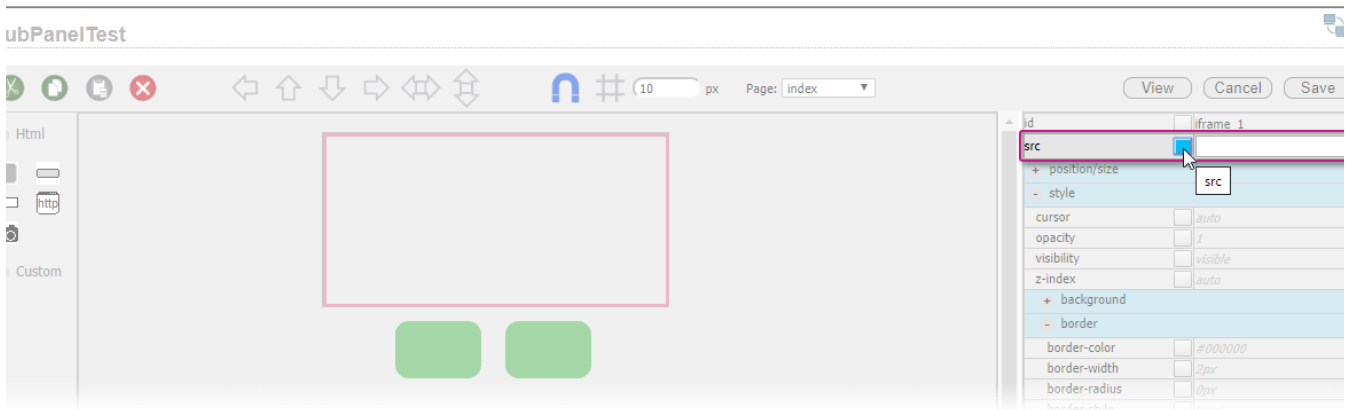 ubPanelTest
10 px Page: index View Cancel Save
Html
http
Custom
id iframe_1
src
src
+ position/size
- style
cursor auto
opacity 1
visibility visible
z-index auto
+ background
- border
border-color #000000
border-width 2px
border-radius 0px